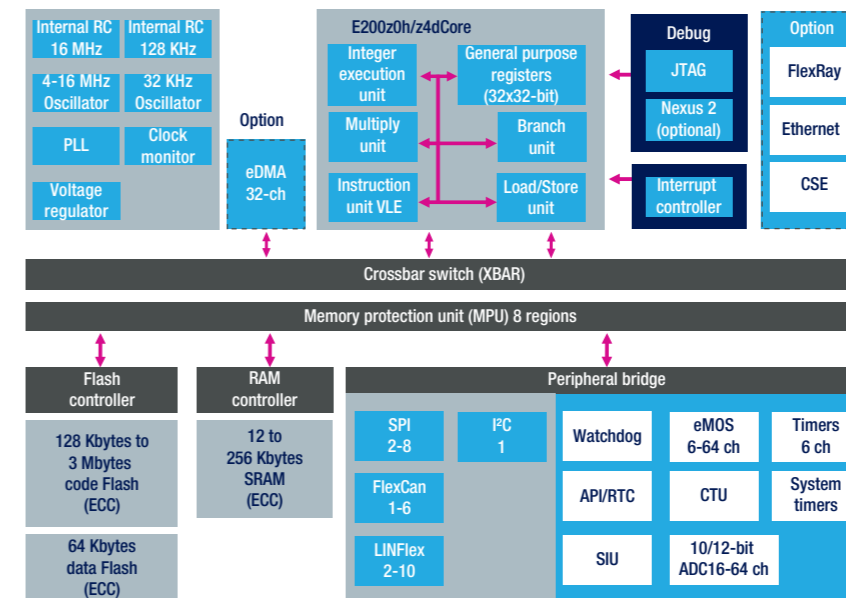 Internal RC
16 MHz
Internal RC
128 KHz
4-16 MHz
Oscillator
32 KHz
Oscillator
PLL
Clock
monitor
Voltage
regulator
Option
eDMA
32-ch
E200z0h/z4dCore
Integer
execution
unit
General purpose
registers
(32x32-bit)
Multiply
unit
Branch
unit
Instruction
unit VLE
Load/Store
unit
Debug
JTAG
Nexus 2
(optional)
Interrupt
controller
Option
FlexRay
Ethernet
CSE
Crossbar switch (XBAR)
Memory protection unit (MPU) 8 regions
Flash
controller
128 Kbytes to
3 Mbytes
code Flash
(ECC)
64 Kbytes
data Flash
(ECC)
RAM
controller
12 to
256 Kbytes
SRAM
(ECC)
Peripheral bridge
SPI
2-8
I²C
1
FlexCan
1-6
LINFlex
2-10
Watchdog
eMOS
6-64 ch
Timers
6 ch
API/RTC
CTU
System
timers
SIU
10/12-bit
ADC16-64 ch